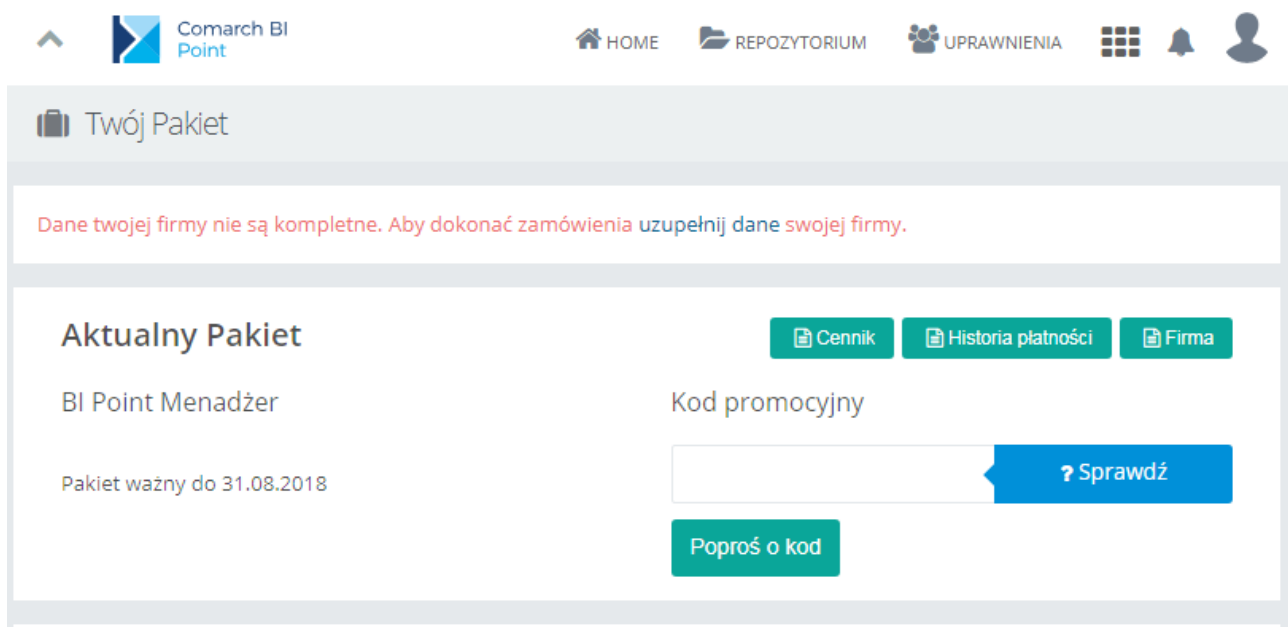 Comarch BI
Point
HOME
REPOZYTORIUM
UPRAWNIENIA
Twój Pakiet
Dane twojej firmy nie są kompletne. Aby dokonać zamówienia uzupełnij dane swojej firmy.
Aktualny Pakiet
Cennik
Historia płatności
Firma
BI Point Menadżer
Kod promocyjny
Pakiet ważny do 31.08.2018
? Sprawdź
Poproś o kod